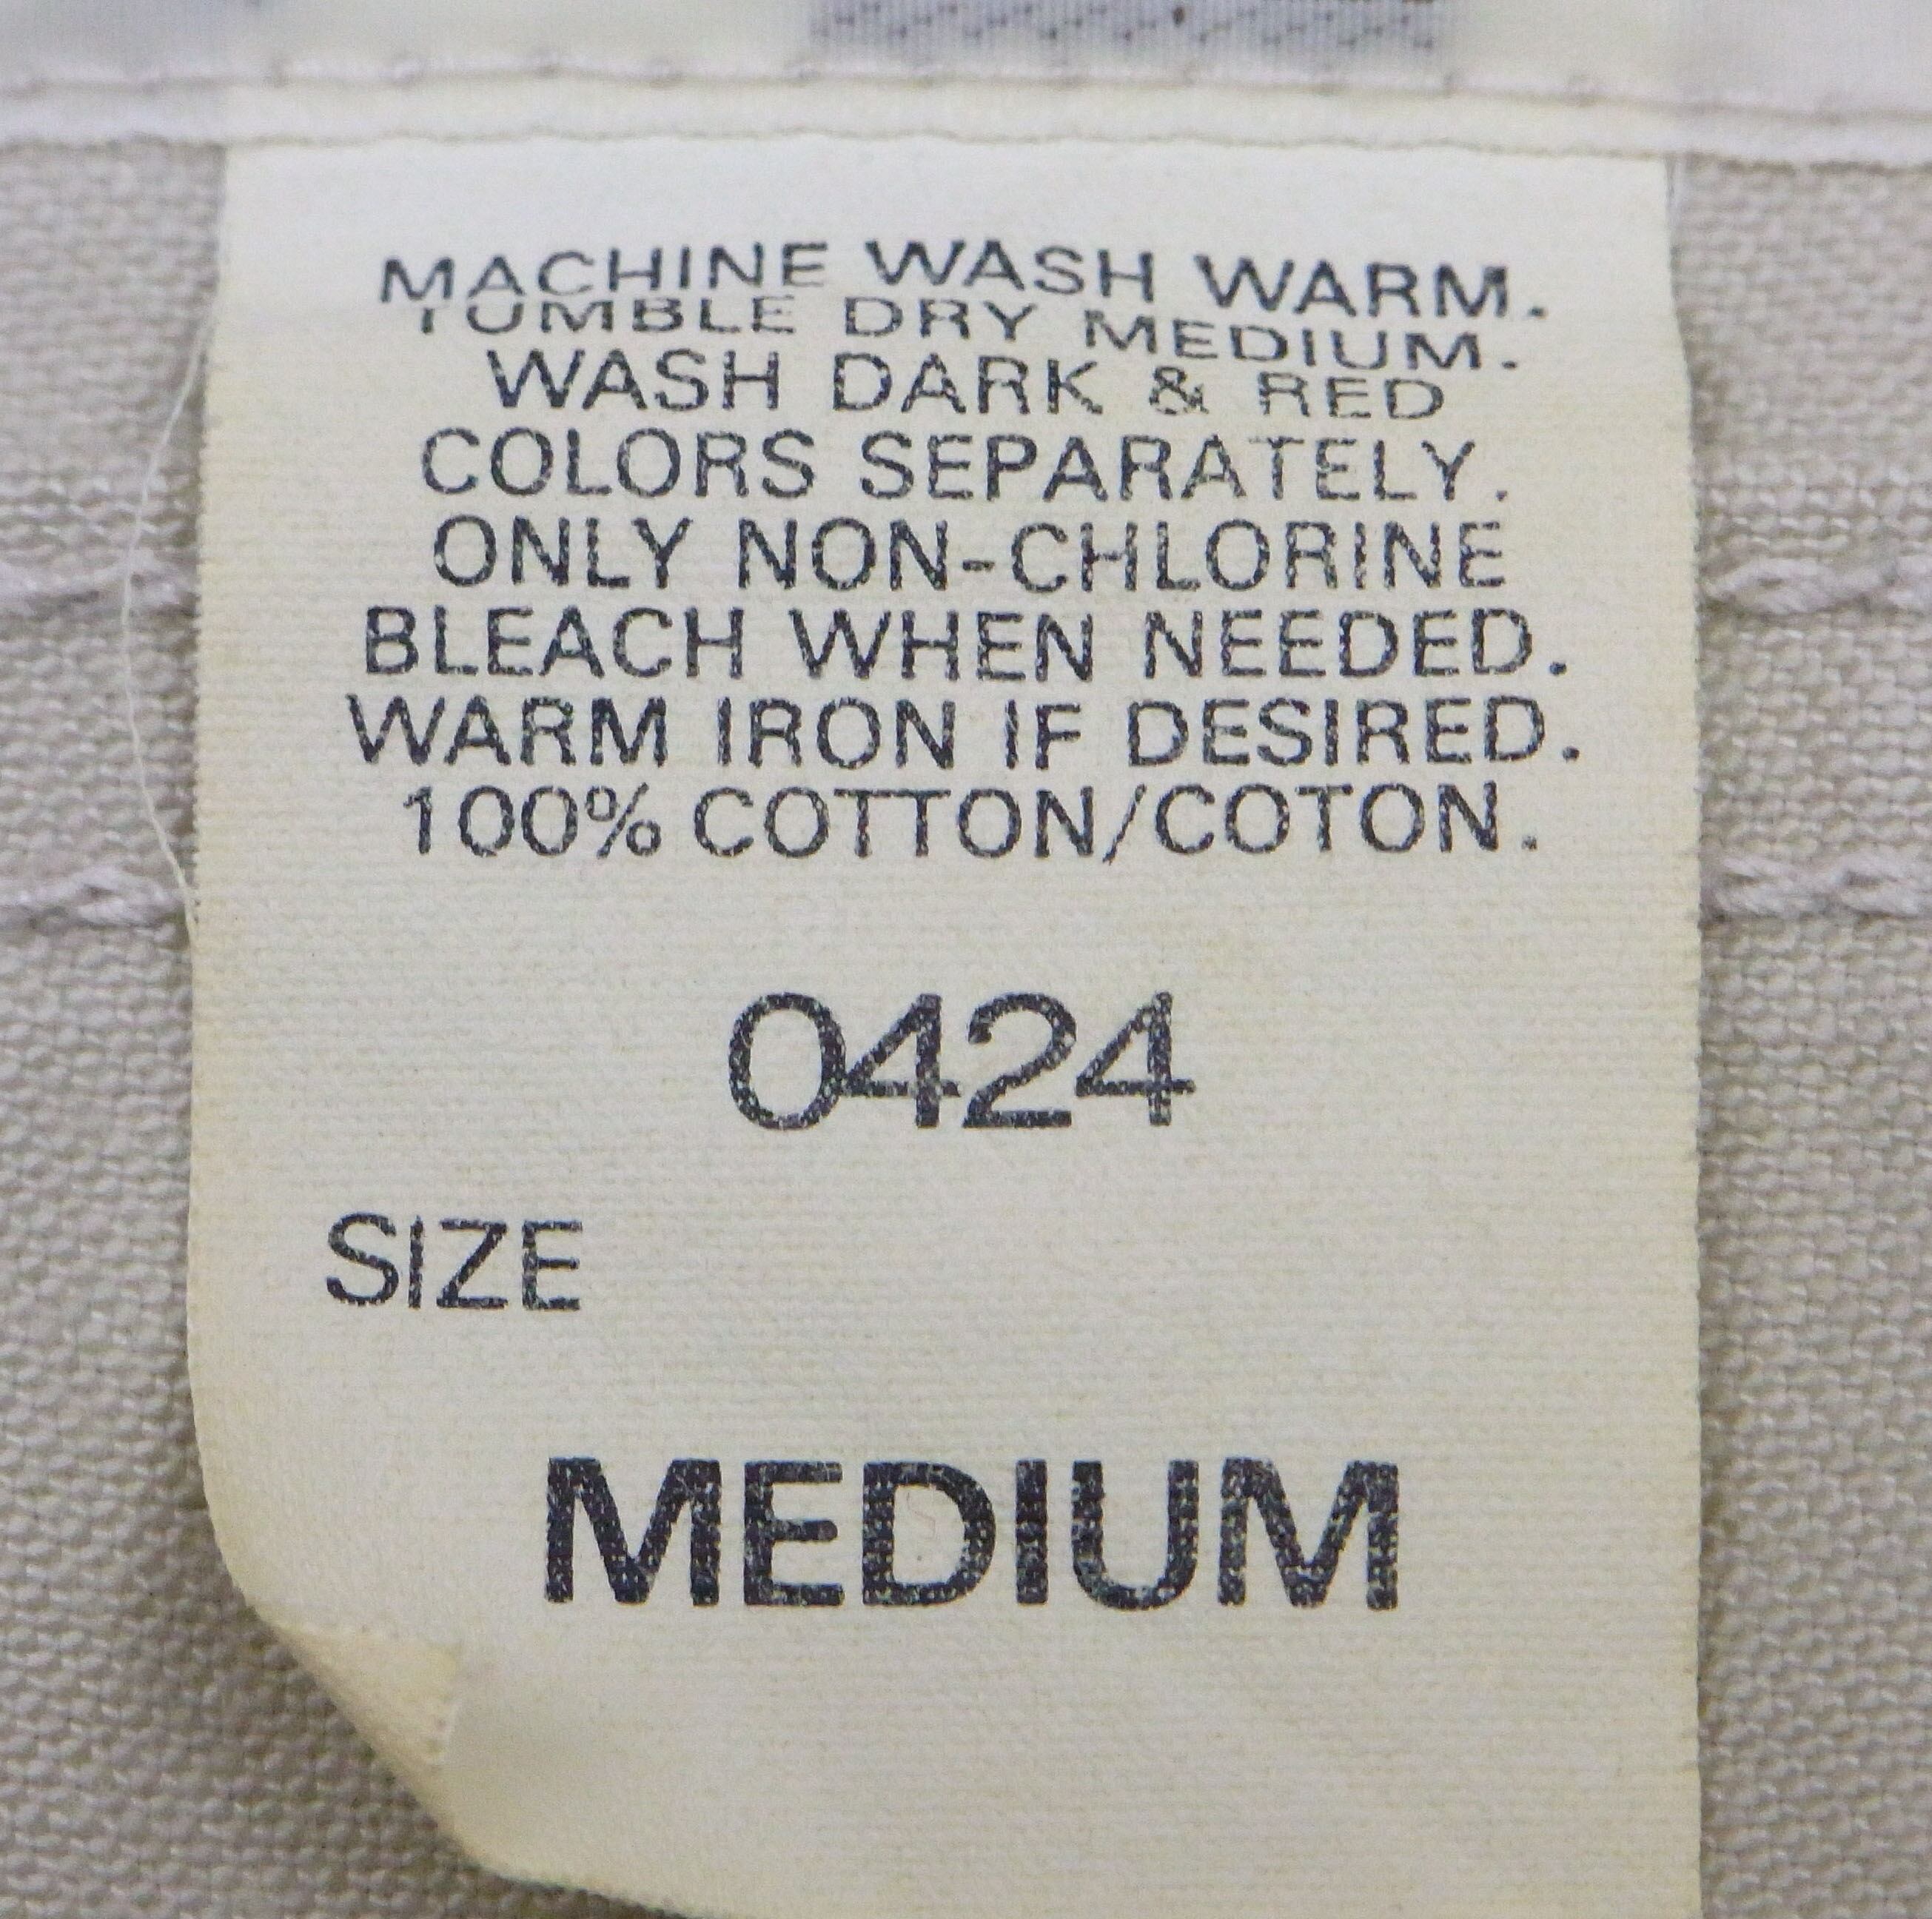 MACHINE WASH WARM.
TUMBLE DRY MEDIUM.
WASH DARK & RED
COLORS SEPARATELY.
ONLY NON-CHLORINE
BLEACH WHEN NEEDED.
WARM IRON IF DESIRED.
100% COTTON/COTON.
0424
SIZE
MEDIUM